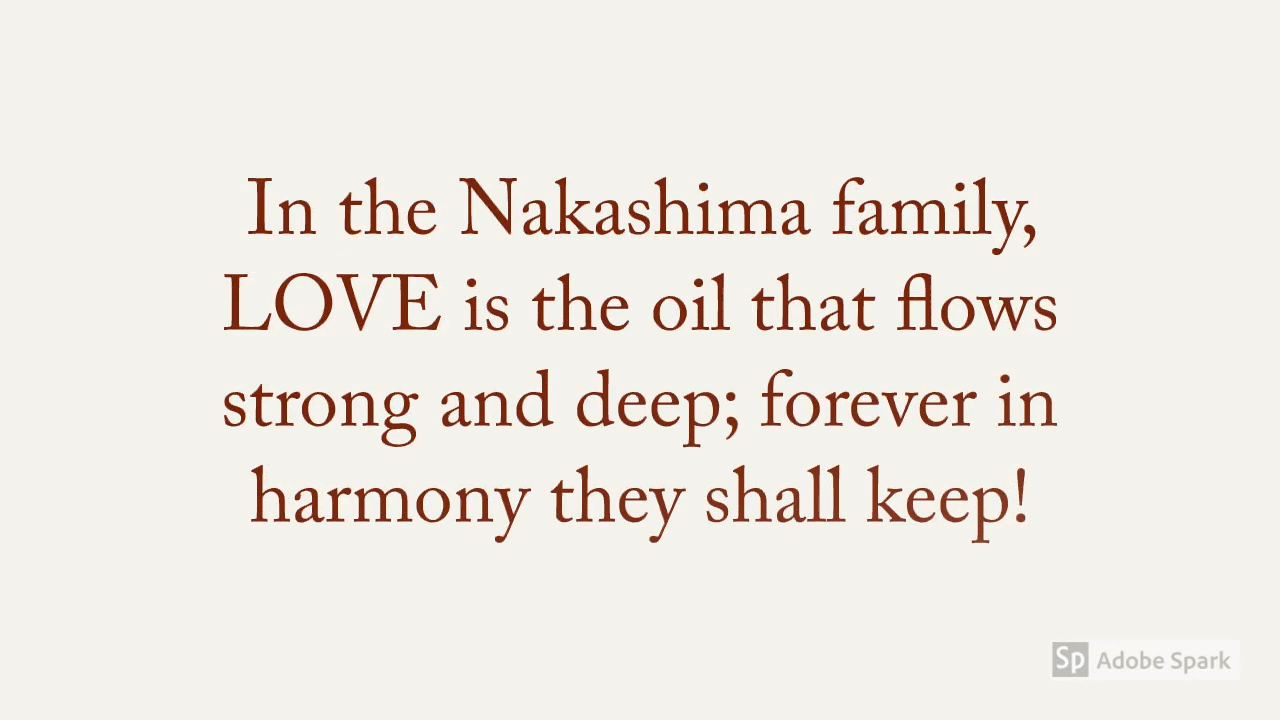 In the Nakashima family,
LOVE is the oil that flows
strong and deep; forever in
harmony they shall keep!
Sp Adobe Spark